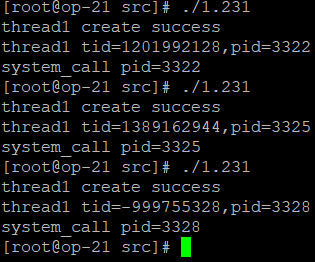 [root@op-21 src]# ./1.231
thread1 create success
thread1 tid=1201992128,pid=3322
system_call pid=3322
[root@op-21 src]# ./1.231
thread1 create success
thread1 tid=1389162944,pid=3325
system_call pid=3325
[root@op-21 src]# ./1.231
thread1 create success
thread1 tid=-999755328,pid=3328
system_call pid=3328
[root@op-21 src]#